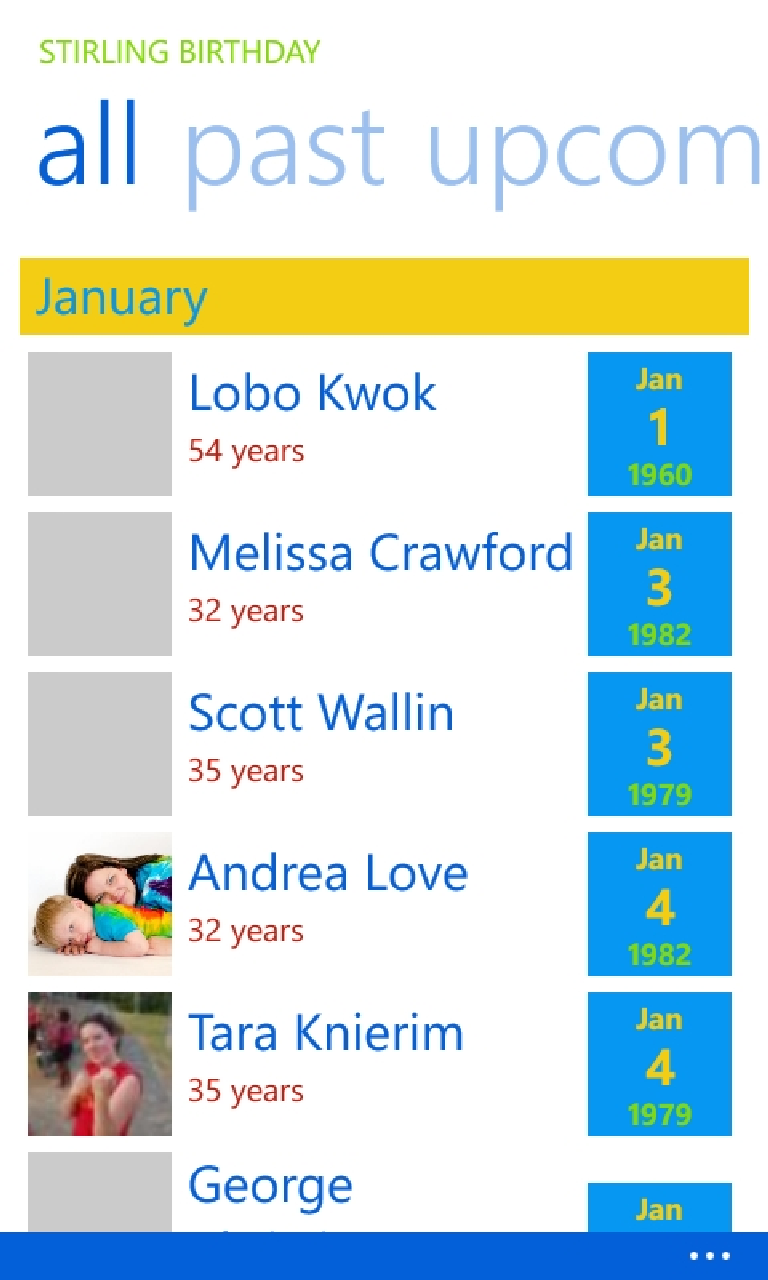 STIRLING BIRTHDAY
all past upcom
January
Lobo Kwok
54 years
Jan
1
1960
Melissa Crawford
32 years
Jan
3
1982
Scott Wallin
35 years
Jan
3
1979
Andrea Love
32 years
Jan
4
1982
Tara Knierim
35 years
Jan
4
1979
George
Jan